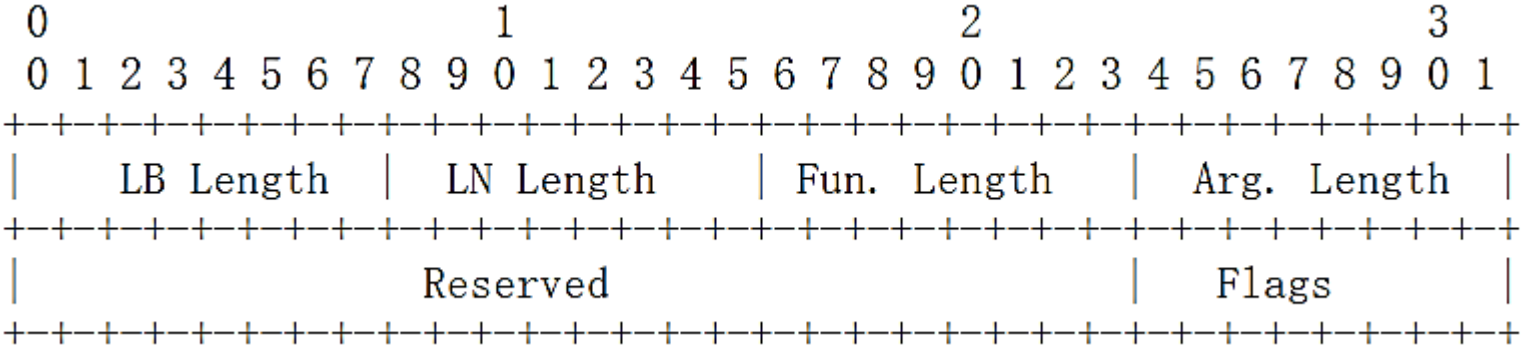 0                   1                   2                   3
0 1 2 3 4 5 6 7 8 9 0 1 2 3 4 5 6 7 8 9 0 1 2 3 4 5 6 7 8 9 0 1
+-+-+-+-+-+-+-+-+-+-+-+-+-+-+-+-+-+-+-+-+-+-+-+-+-+-+-+-+-+-+-+-+
|    LB Length  |  LN Length    | Fun. Length   |  Arg. Length  |
+-+-+-+-+-+-+-+-+-+-+-+-+-+-+-+-+-+-+-+-+-+-+-+-+-+-+-+-+-+-+-+-+
|                 Reserved                      |   Flags       |
+-+-+-+-+-+-+-+-+-+-+-+-+-+-+-+-+-+-+-+-+-+-+-+-+-+-+-+-+-+-+-+-+